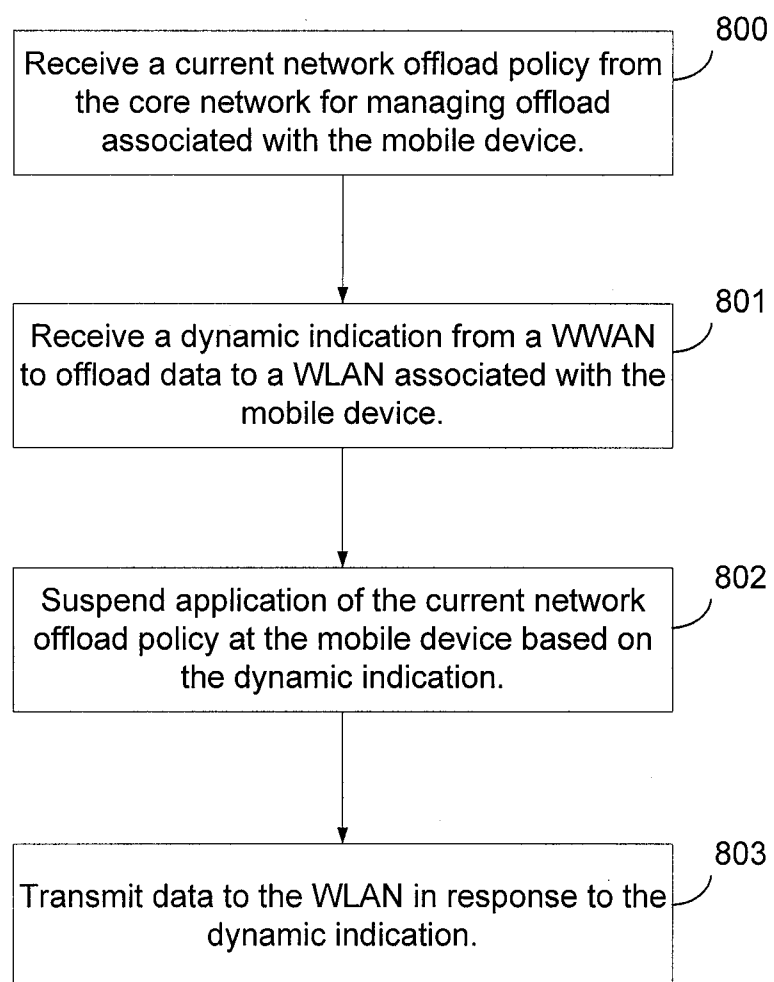 800
Receive a current network offload policy from
the core network for managing offload
associated with the mobile device.
801
Receive a dynamic indication from a WWAN
to offload data to a WLAN associated with the
mobile device.
802
Suspend application of the current network
offload policy at the mobile device based on
the dynamic indication.
803
Transmit data to the WLAN in response to the
dynamic indication.